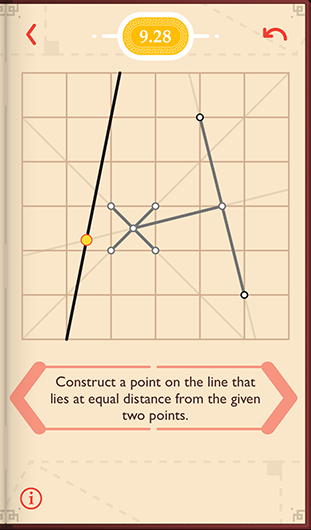 9.28
Construct a point on the line that
lies at equal distance from the given
two points.
i